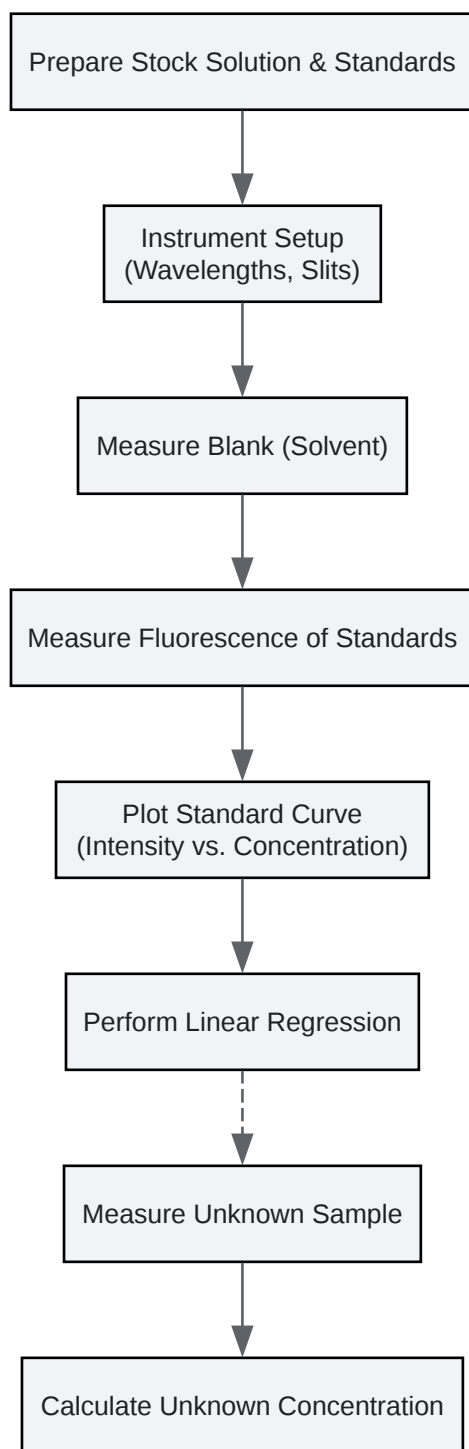 Prepare Stock Solution & Standards
Instrument Setup
(Wavelengths, Slits)
Measure Blank (Solvent)
Measure Fluorescence of Standards
Plot Standard Curve
(Intensity vs. Concentration)
Perform Linear Regression
Measure Unknown Sample
Calculate Unknown Concentration